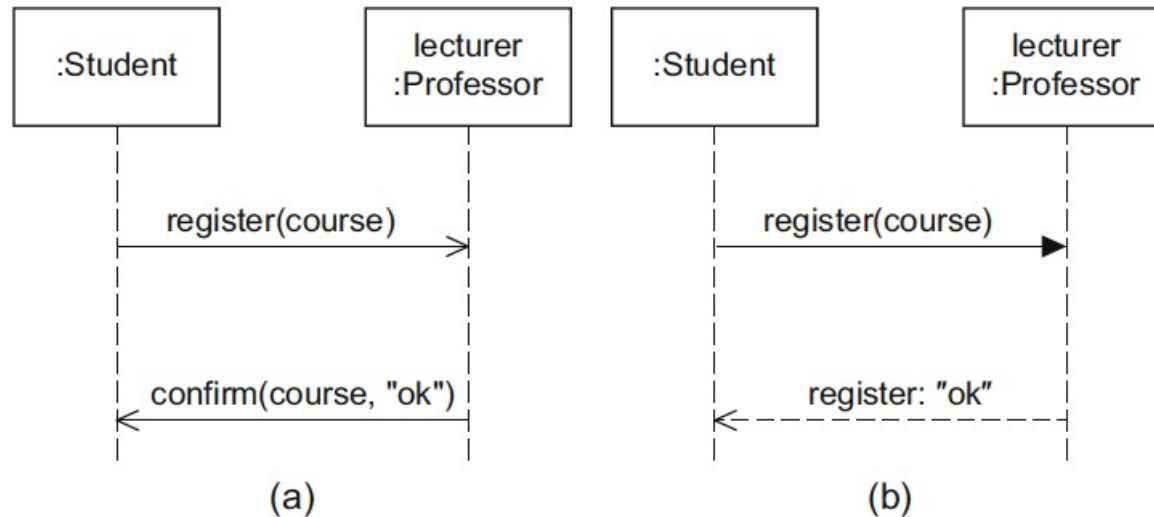 :Student
lecturer
:Professor
register(course)
confirm(course, "ok")
(a)
:Student
lecturer
:Professor
register(course)
register: "ok"
(b)